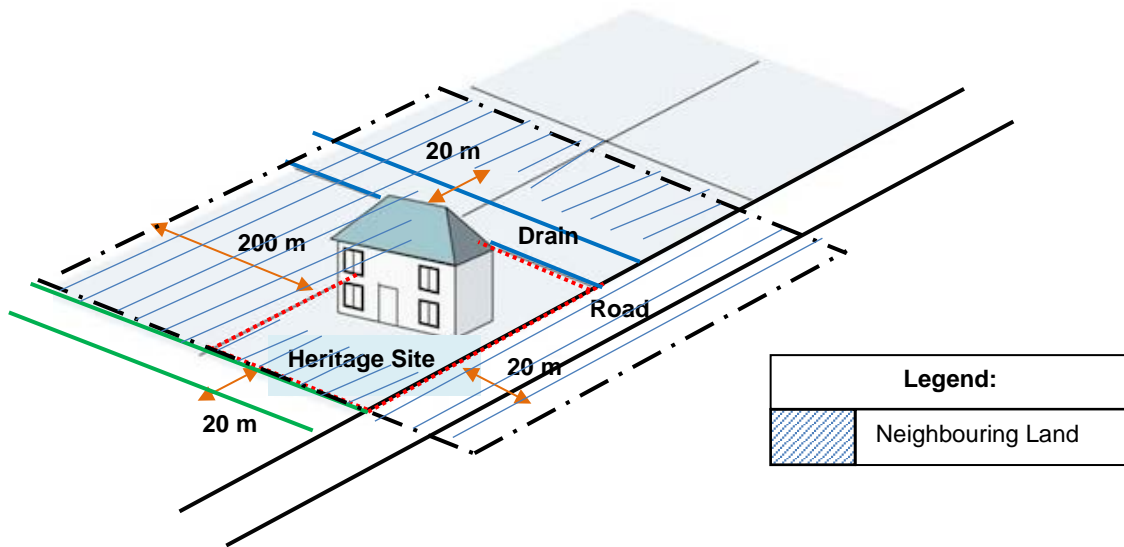 20 m
200 m
Drain
Road
Heritage Site
20 m
20 m
Legend:
Neighbouring Land